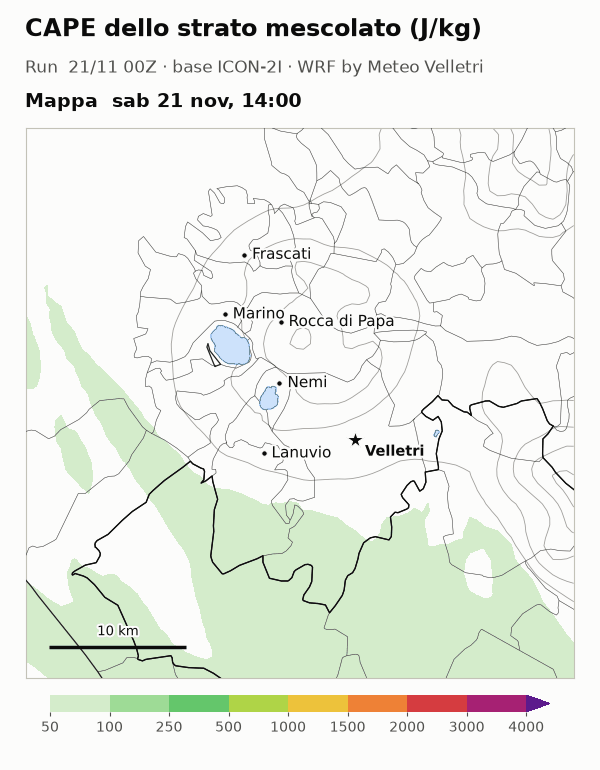 CAPE dello strato mescolato (J/kg)
Run  21/11 00Z · base ICON-2I · WRF by Meteo Velletri
Mappa  sab 21 nov, 14:00
Frascati
Marino
Rocca di Papa
Nemi
Velletri
Lanuvio
10 km
50 100 250 500 1000 1500 2000 3000 4000